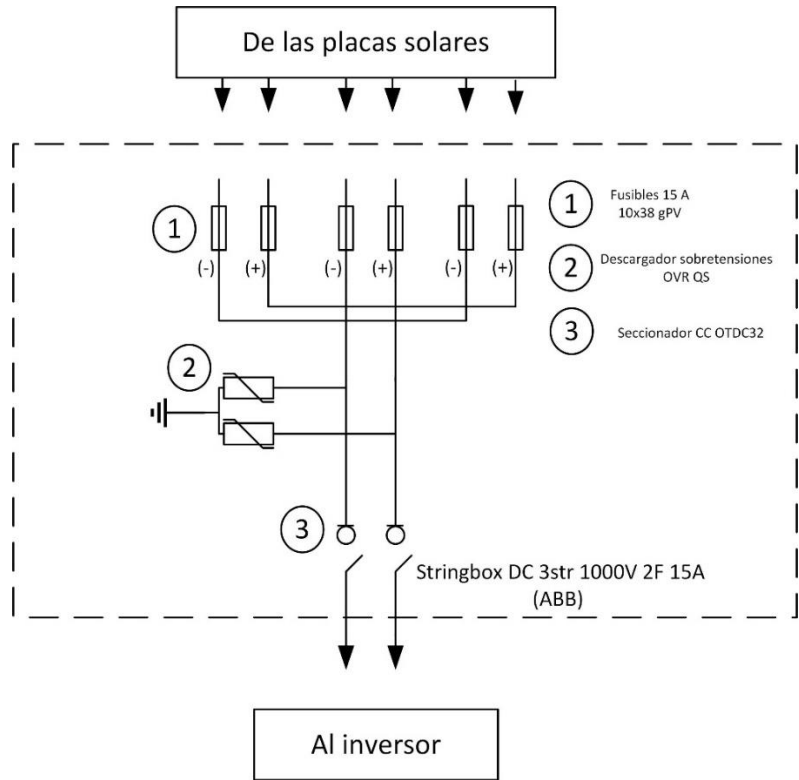 De las placas solares
1
(-)
(+)
(-)
(+)
(-)
(+)
1
Fusibles 15 A
10x38 gPV
2
Descargador sobretensiones
OVR QS
3
Seccionador CC OTDC32
2
3
Stringbox DC 3str 1000V 2F 15A
(ABB)
Al inversor